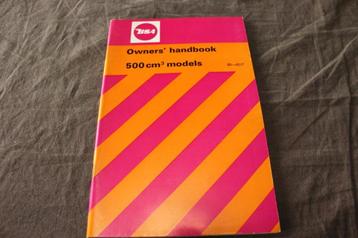 BSA
Owners' handbook
500 cm³ models